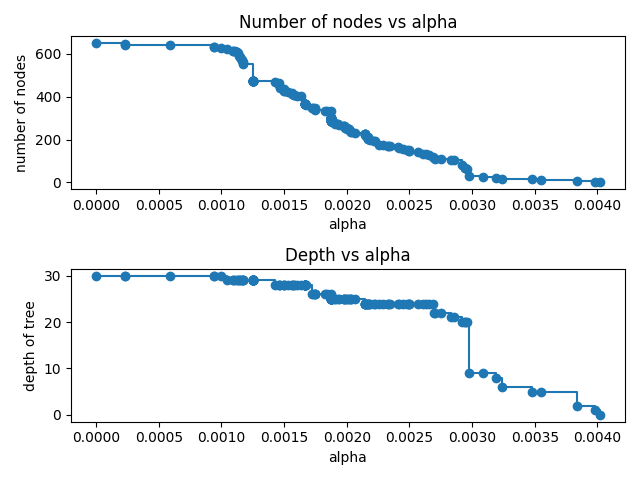 Number of nodes vs alpha
number of nodes
600
400
200
0
0.0000 0.0005 0.0010 0.0015 0.0020 0.0025 0.0030 0.0035 0.0040
alpha
Depth vs alpha
depth of tree
30
20
10
0
0.0000 0.0005 0.0010 0.0015 0.0020 0.0025 0.0030 0.0035 0.0040
alpha